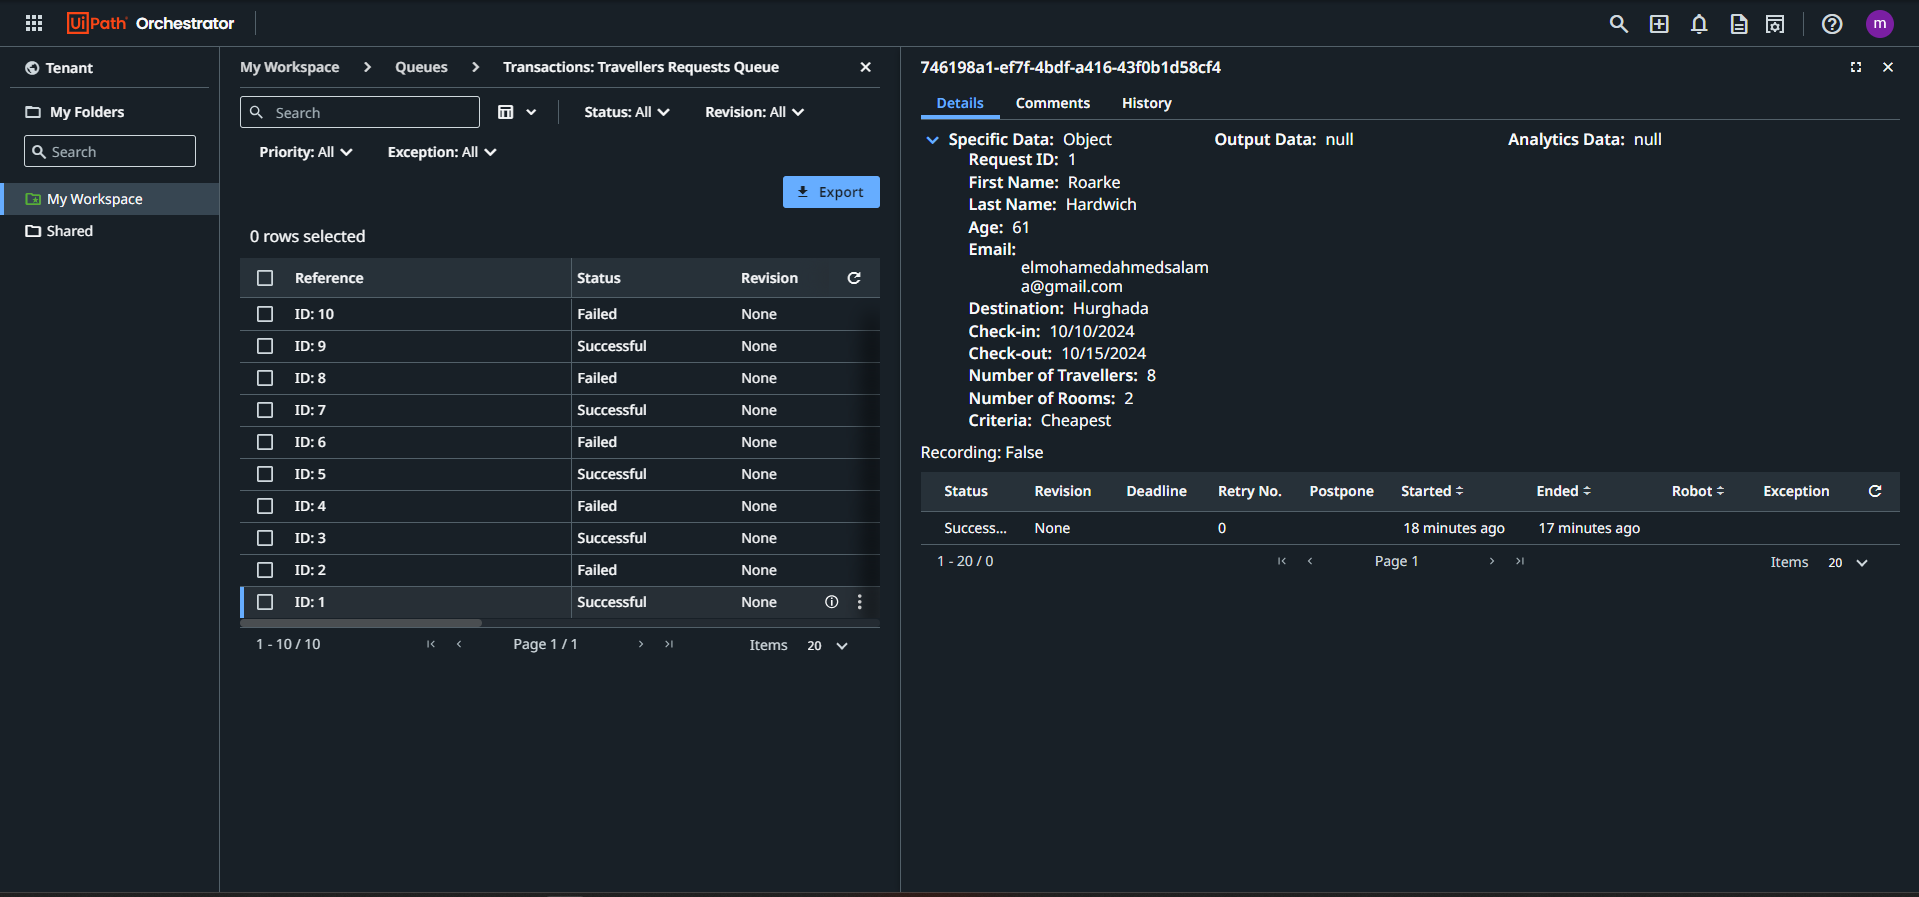 UiPath Orchestrator
m
Tenant
My Folders
Search
My Workspace
Shared
My Workspace > Queues > Transactions: Travellers Requests Queue
Search
Status: All
Revision: All
Priority: All
Exception: All
Export
0 rows selected
Reference Status Revision
ID: 10 Failed None
ID: 9 Successful None
ID: 8 Failed None
ID: 7 Successful None
ID: 6 Failed None
ID: 5 Successful None
ID: 4 Failed None
ID: 3 Successful None
ID: 2 Failed None
ID: 1 Successful None
1 - 10 / 10 Page 1 / 1 Items 20
746198a1-ef7f-4bdf-a416-43f0b1d58cf4
Details Comments History
Specific Data: Object Output Data: null Analytics Data: null
Request ID: 1
First Name: Roarke
Last Name: Hardwich
Age: 61
Email:
elmohamedahmedsalam
a@gmail.com
Destination: Hurghada
Check-in: 10/10/2024
Check-out: 10/15/2024
Number of Travellers: 8
Number of Rooms: 2
Criteria: Cheapest
Recording: False
Status Revision Deadline Retry No. Postpone Started Ended Robot Exception
Success... None 0 18 minutes ago 17 minutes ago
1 - 20 / 0 Page 1 Items 20